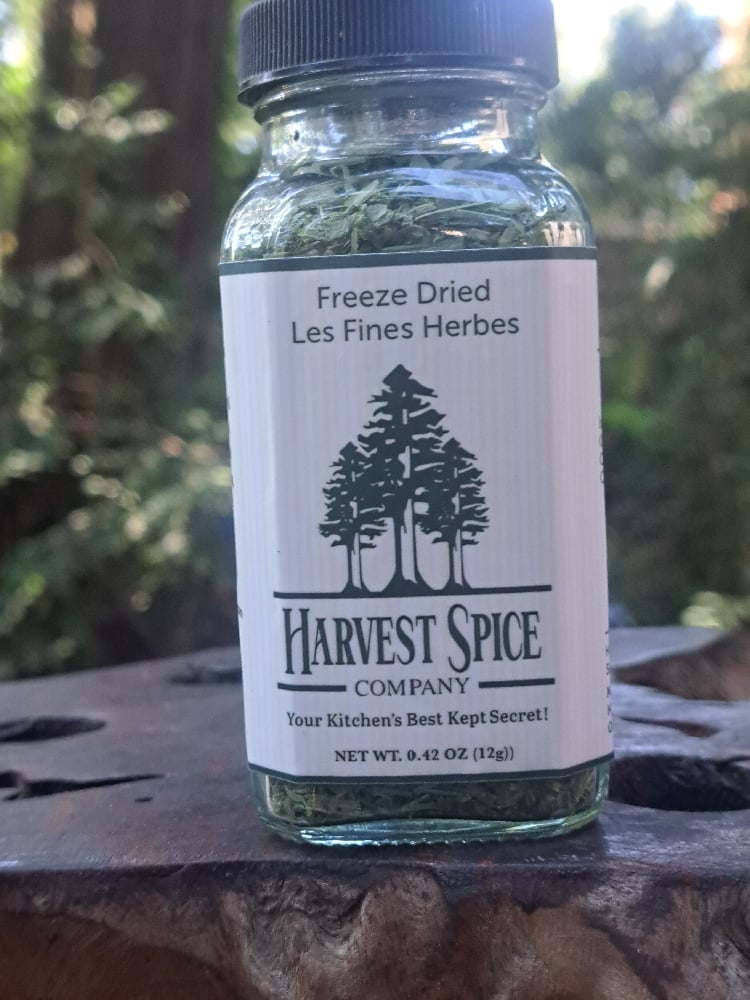 Freeze Dried
Les Fines Herbes
HARVEST SPICE
COMPANY
Your Kitchen's Best Kept Secret!
NET WT. 0.42 OZ (12g))